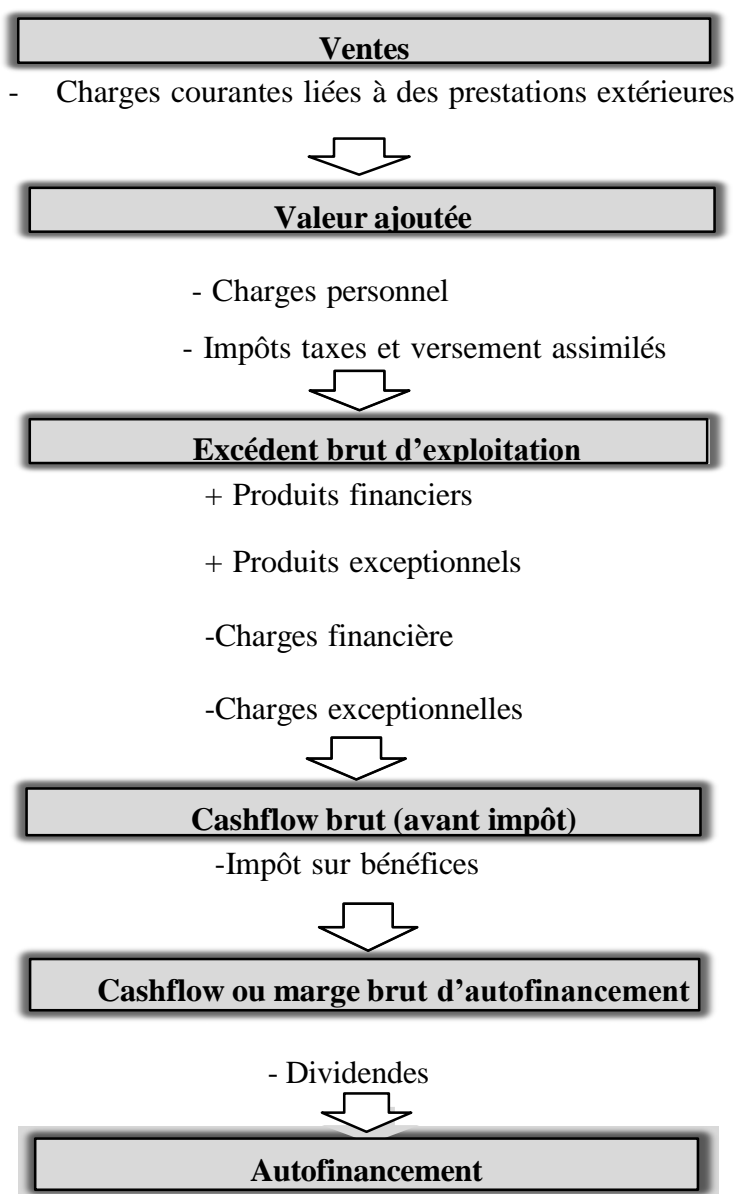 Ventes
- Charges courantes liées à des prestations extérieures
Valeur ajoutée
- Charges personnel
- Impôts taxes et versement assimilés
Excédent brut d’exploitation
+ Produits financiers
+ Produits exceptionnels
-Charges financière
-Charges exceptionnelles
Cashflow brut (avant impôt)
-Impôt sur bénéfices
Cashflow ou marge brut d’autofinancement
- Dividendes
Autofinancement